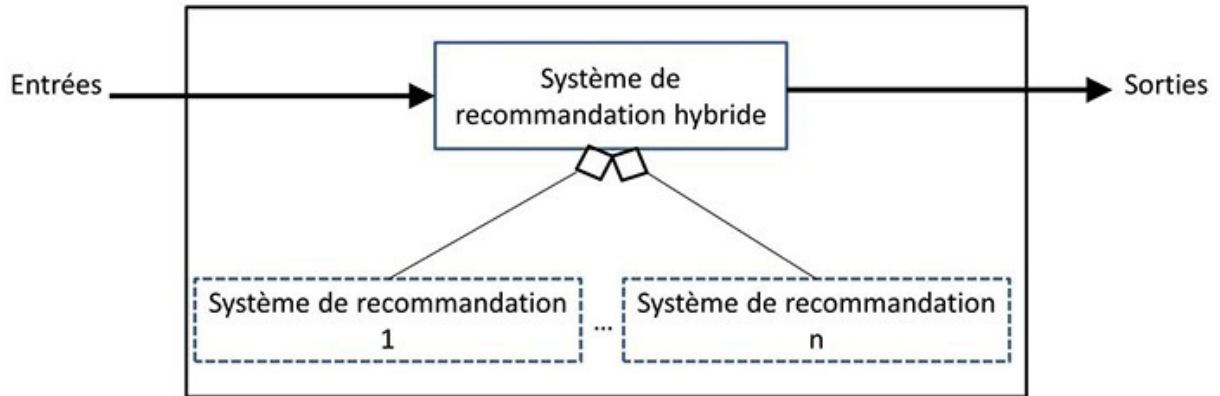 Entrées
Système de
recommandation hybride
Sorties
Système de recommandation
1
...
Système de recommandation
n